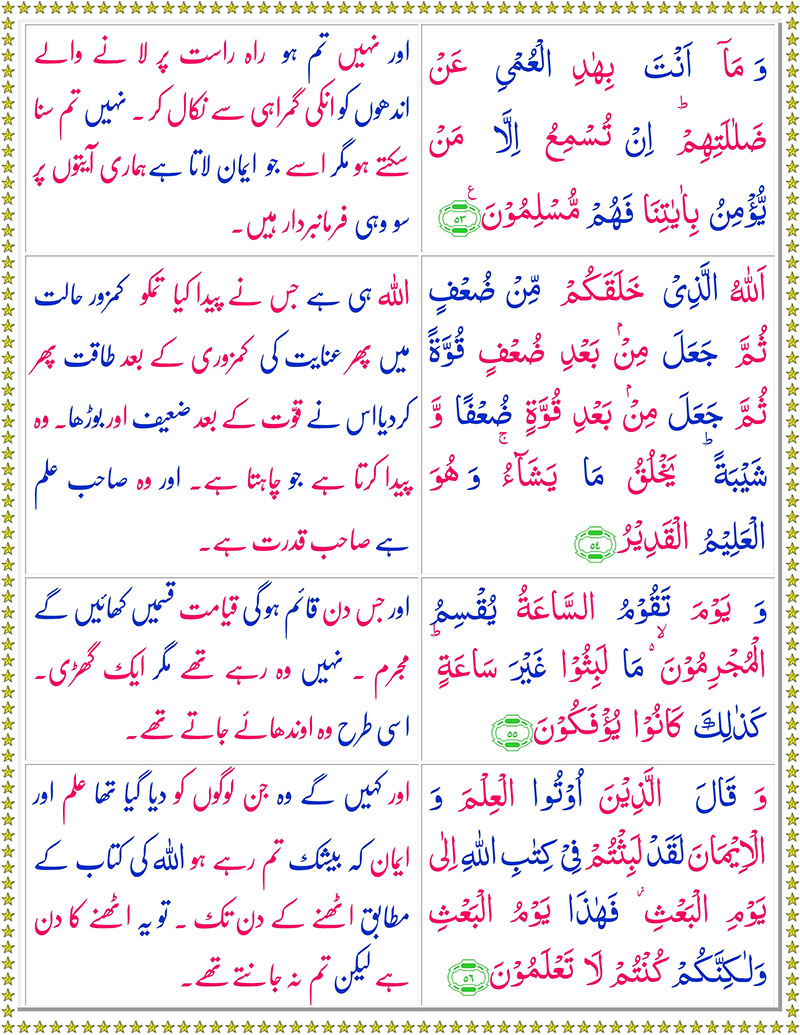 وَ مَاۤ اَنْتَ بِهٰدِ الْعُمْیِ عَنْ
ضَلٰلَتِهِمْ ؕ اِنْ تُسْمِعُ اِلَّا مَنْ
یُّؤْمِنُ بِاٰیٰتِنَا فَهُمْ مُّسْلِمُوْنَ ۠ ﴿۵۳﴾ ع
اور نہیں تم ہو راہ راست پر لا نے والے
اندھوں کو انکی گمراہی سے نکال کر ۔ نہیں تم سنا
سکتے ہو مگر اسے جو ایمان لاتا ہے ہماری آیتوں پر
سو وہی فرمانبردار ہیں۔
اَللهُ الَّذِیْ خَلَقَكُمْ مِّنْ ضُعْفٍ
ثُمَّ جَعَلَ مِنْۢ بَعْدِ ضُعْفٍ قُوَّةً
ثُمَّ جَعَلَ مِنْۢ بَعْدِ قُوَّةٍ ضُعْفًا وَّ
شَیْبَةً ؕ یَخْلُقُ مَا یَشَآءُ ۚ وَ هُوَ
الْعَلِیْمُ الْقَدِیْرُ ﴿۵٤﴾
اللہ ہی ہے جس نے پیدا کیا تمکو کمزور حالت
میں پھر عنایت کی کمزوری کے بعد طاقت پھر
کردیااس نے قوّت کے بعد ضعیف اور بوڑھا۔ وہ
پیدا کرتا ہے جو چاہتا ہے۔ اور وہ صاحب علم
ہے صاحب قدرت ہے۔
وَ یَوْمَ تَقُوْمُ السَّاعَةُ یُقْسِمُ
الْمُجْرِمُوْنَ ۙ۬ مَا لَبِثُوْا غَیْرَ سَاعَةٍ ؕ
كَذٰلِكَ كَانُوْا یُؤْفَكُوْنَ ﴿۵۵﴾
اور جس دن قائم ہوگی قیامت قسمیں کھائیں گے
مجرم ۔ نہیں وہ رہے تھے مگر ایک گھڑی۔
اسی طرح وہ اوندھائے جاتے تھے۔
وَ قَالَ الَّذِیْنَ اُوْتُوا الْعِلْمَ وَ
الْاِیْمَانَ لَقَدْ لَبِثْتُمْ فِیْ كِتٰبِ اللهِ اِلٰی
یَوْمِ الْبَعْثِ ؗ فَهٰذَا یَوْمُ الْبَعْثِ
وَلٰكِنَّكُمْ كُنْتُمْ لَا تَعْلَمُوْنَ ﴿۵٦﴾
اور کہیں گے وہ جن لوگوں کو دیا گیا تھا علم اور
ایمان کہ بیشک تم رہے ہو اللہ کی کتاب کے
مطابق اٹھنے کے دن تک ۔ تو یہ اٹھنے کا دن
ہے لیکن تم نہ جانتے تھے۔